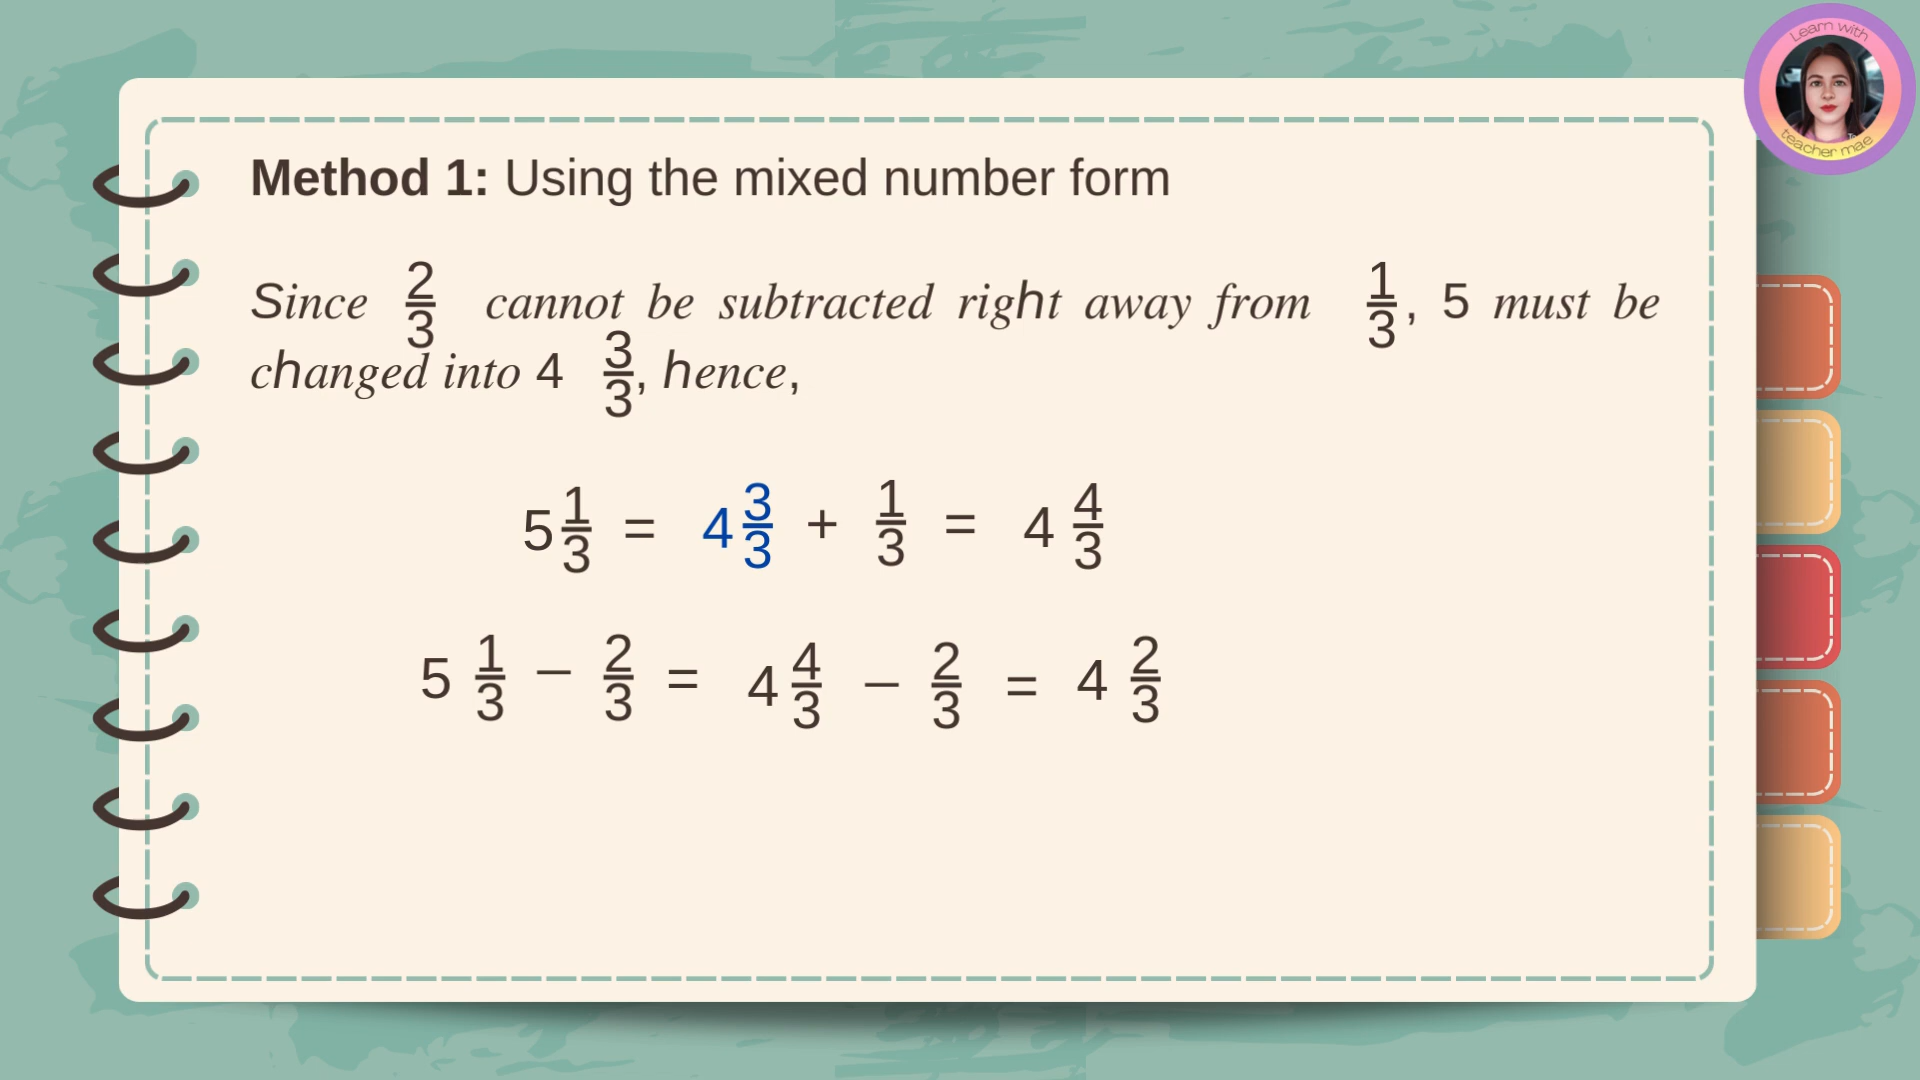 Learn with
teacher mae
Method 1: Using the mixed number form
Since 2/3 cannot be subtracted right away from 1/3, 5 must be
changed into 4 3/3, hence,
5 1/3 = 4 3/3 + 1/3 = 4 4/3
5 1/3 – 2/3 = 4 4/3 – 2/3 = 4 2/3